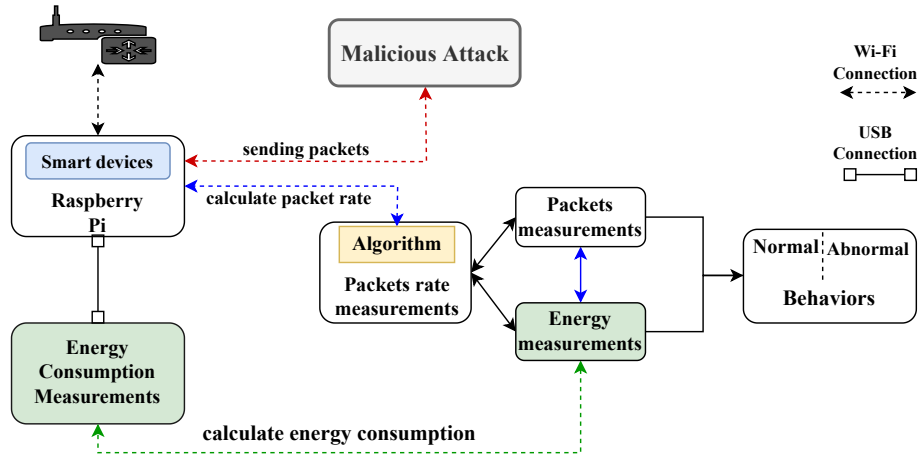 Malicious Attack
Wi-Fi
Connection
USB
Connection
Smart devices
Raspberry
Pi
sending packets
calculate packet rate
Algorithm
Packets rate
measurements
Packets
measurements
Energy
measurements
Normal
Abnormal
Behaviors
Energy
Consumption
Measurements
calculate energy consumption